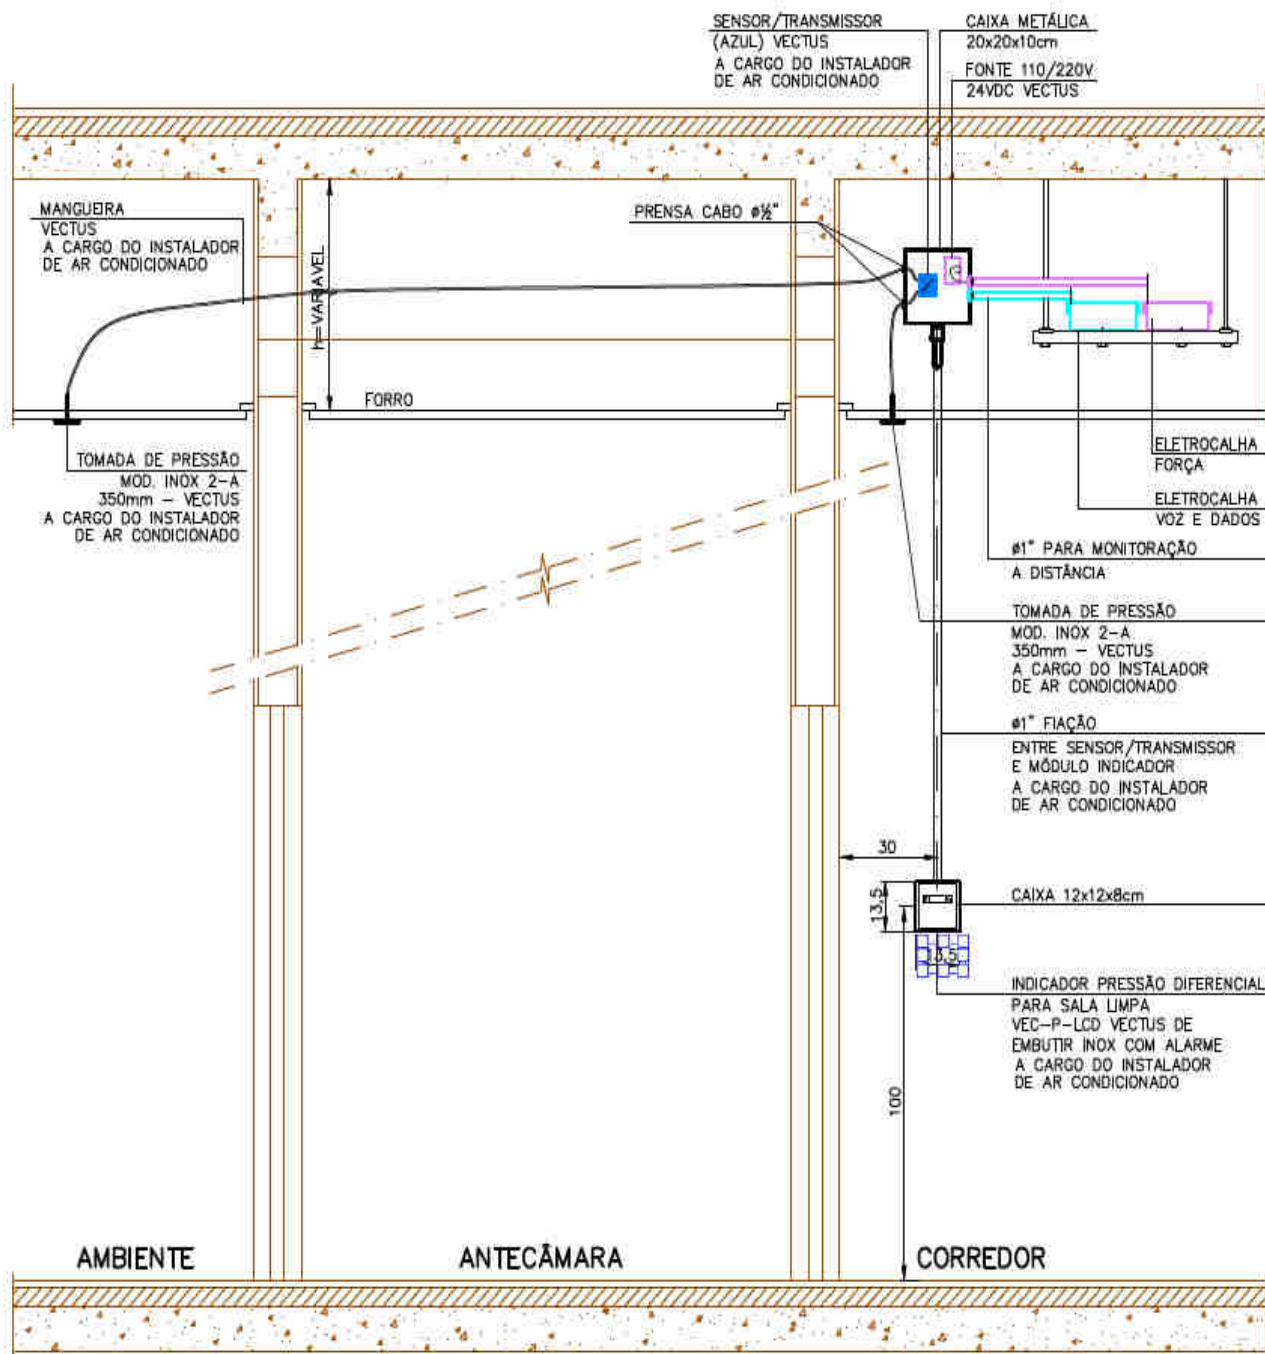 SENSOR/TRANSMISSOR
(AZUL) VECTUS
A CARGO DO INSTALADOR
DE AR CONDICIONADO
CAIXA METÁLICA
20x20x10cm
FONTE 110/220V
24VDC VECTUS
MANGUEIRA
VECTUS
A CARGO DO INSTALADOR
DE AR CONDICIONADO
PRENSA CABO ø½"
h=VARIAVEL
FORRO
TOMADA DE PRESSÃO
MOD. INOX 2-A
350mm - VECTUS
A CARGO DO INSTALADOR
DE AR CONDICIONADO
ELETROCALHA
FORÇA
ELETROCALHA
VOZ E DADOS
ø1" PARA MONITORAÇÃO
A DISTÂNCIA
TOMADA DE PRESSÃO
MOD. INOX 2-A
350mm - VECTUS
A CARGO DO INSTALADOR
DE AR CONDICIONADO
ø1" FIAÇÃO
ENTRE SENSOR/TRANSMISSOR
E MÓDULO INDICADOR
A CARGO DO INSTALADOR
DE AR CONDICIONADO
30
13,5
CAIXA 12x12x8cm
13,5
INDICADOR PRESSÃO DIFERENCIAL
PARA SALA LIMPA
VEC-P-LCD VECTUS DE
EMBUTIR INOX COM ALARME
A CARGO DO INSTALADOR
DE AR CONDICIONADO
100
AMBIENTE
ANTECÂMARA
CORREDOR